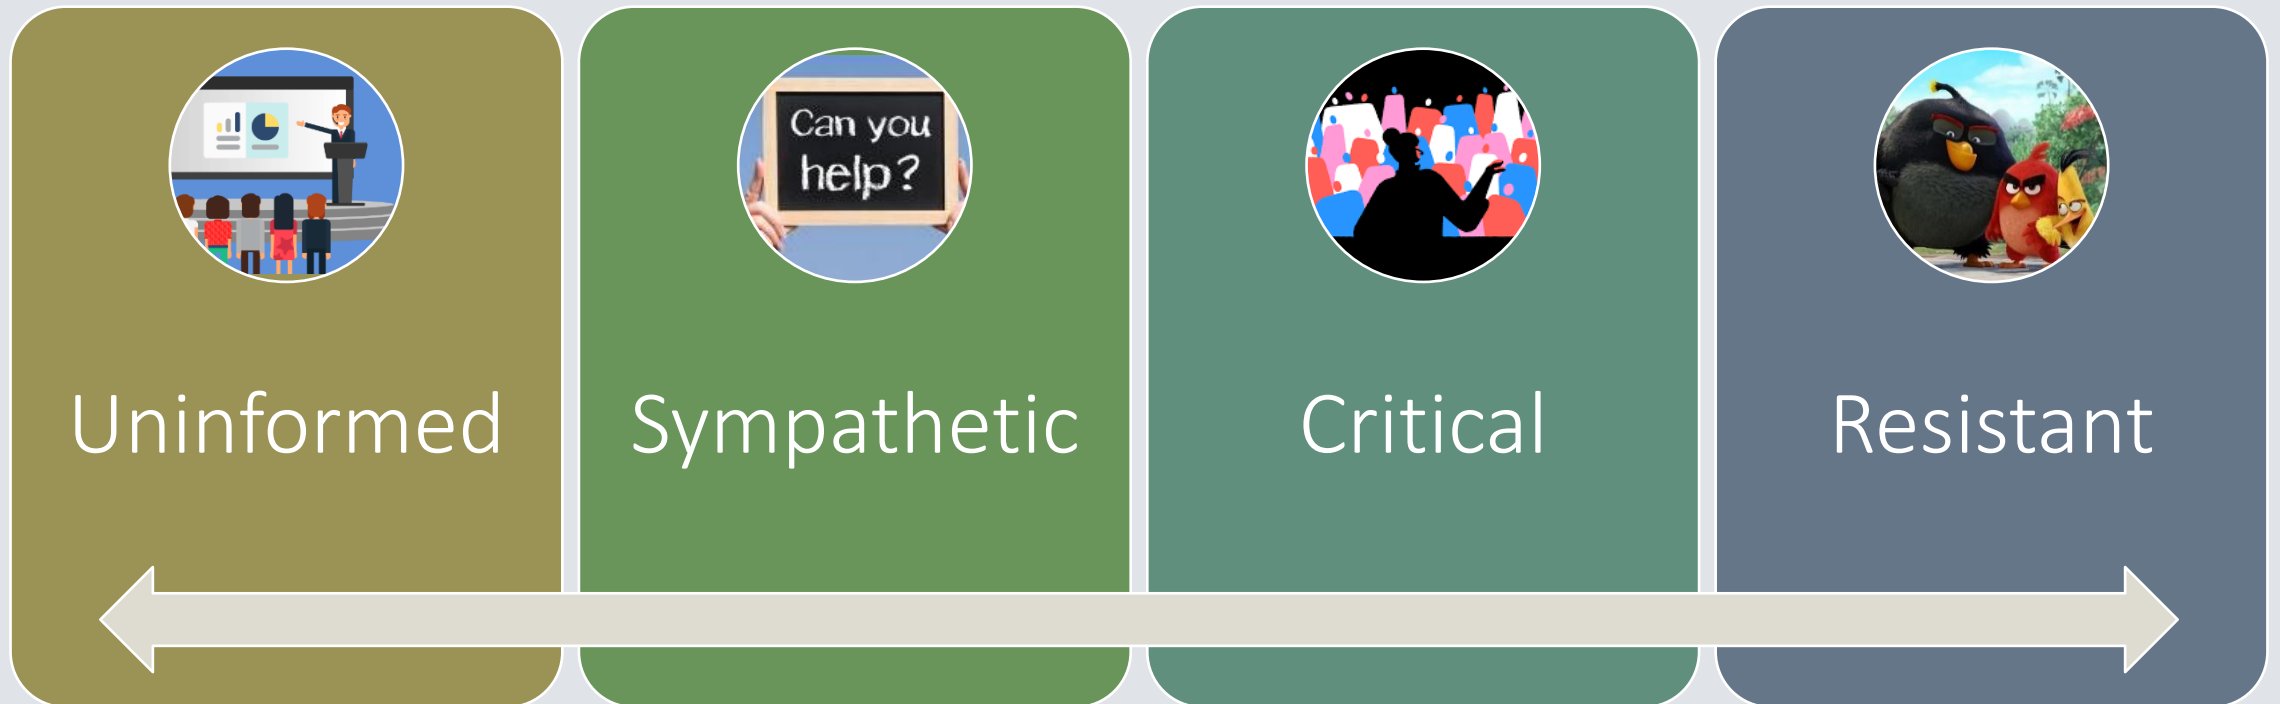 Can you
help?
Uninformed
Sympathetic
Critical
Resistant